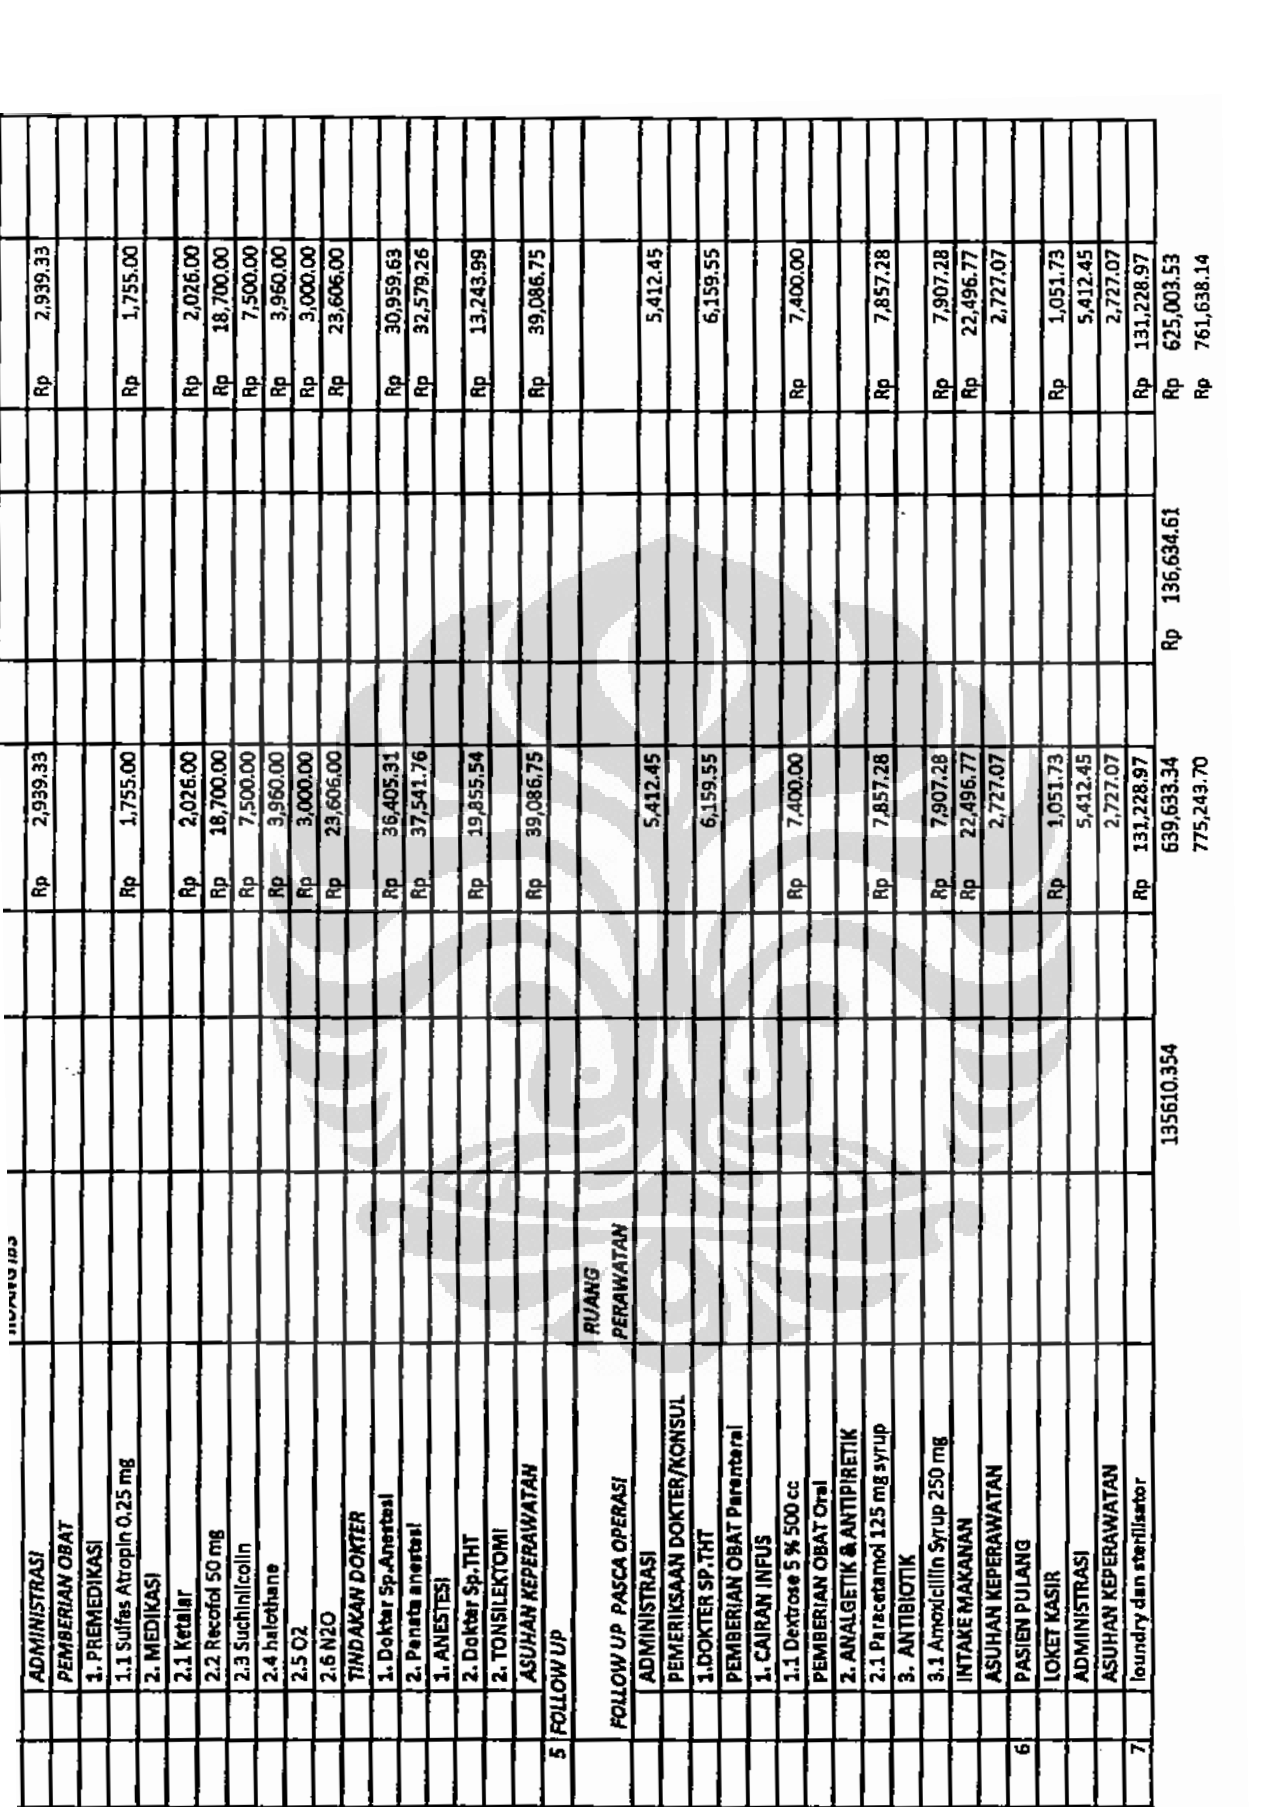 ADMINISTRASI Rp 2,939.33 Rp 2,939.33
PEMBERIAN OBAT
1. PREMEDIKASI
1.1 Sulfas Atropin 0,25 mg Rp 1,755.00 Rp 1,755.00
2. MEDIKASI
2.1 Ketalar Rp 2,026.00 Rp 2,026.00
2.2 Recofol 50 mg Rp 18,700.00 Rp 18,700.00
2.3 Suchinilcolin Rp 7,500.00 Rp 7,500.00
2.4 halothane Rp 3,960.00 Rp 3,960.00
2.5 O2 Rp 3,000.00 Rp 3,000.00
2.6 N2O Rp 23,606.00 Rp 23,606.00
TINDAKAN DOKTER
1. Dokter Sp.Anestesi Rp 36,405.31 Rp 30,959.63
2. Penata anestesi Rp 37,541.76 Rp 32,579.26
1. ANESTESI
2. Dokter Sp.THT Rp 19,855.54 Rp 13,243.99
2. TONSILEKTOMI
ASUHAN KEPERAWATAN Rp 39,086.75 Rp 39,086.75
5 FOLLOW UP
RUANG
FOLLOW UP PASCA OPERASI PERAWATAN
ADMINISTRASI 5,412.45 5,412.45
PEMERIKSAAN DOKTER/KONSUL
1.DOKTER SP.THT 6,159.55 6,159.55
PEMBERIAN OBAT Parenteral
1. CAIRAN INFUS
1.1 Dextrose 5 % 500 cc Rp 7,400.00 Rp 7,400.00
PEMBERIAN OBAT Oral
2. ANALGETIK & ANTIPIRETIK
2.1 Paracetamol 125 mg syrup Rp 7,857.28 Rp 7,857.28
3. ANTIBIOTIK
3.1 Amoxicillin Syrup 250 mg Rp 7,907.28 Rp 7,907.28
INTAKE MAKANAN Rp 22,496.77 Rp 22,496.77
ASUHAN KEPERAWATAN 2,727.07 2,727.07
6 PASIEN PULANG
LOKET KASIR Rp 1,051.73 Rp 1,051.73
ADMINISTRASI 5,412.45 5,412.45
ASUHAN KEPERAWATAN 2,727.07 2,727.07
7 loundry dan sterilisator Rp 131,228.97 Rp 131,228.97
135610.354 639,633.34 Rp 136,634.61 Rp 625,003.53
775,243.70 Rp 761,638.14